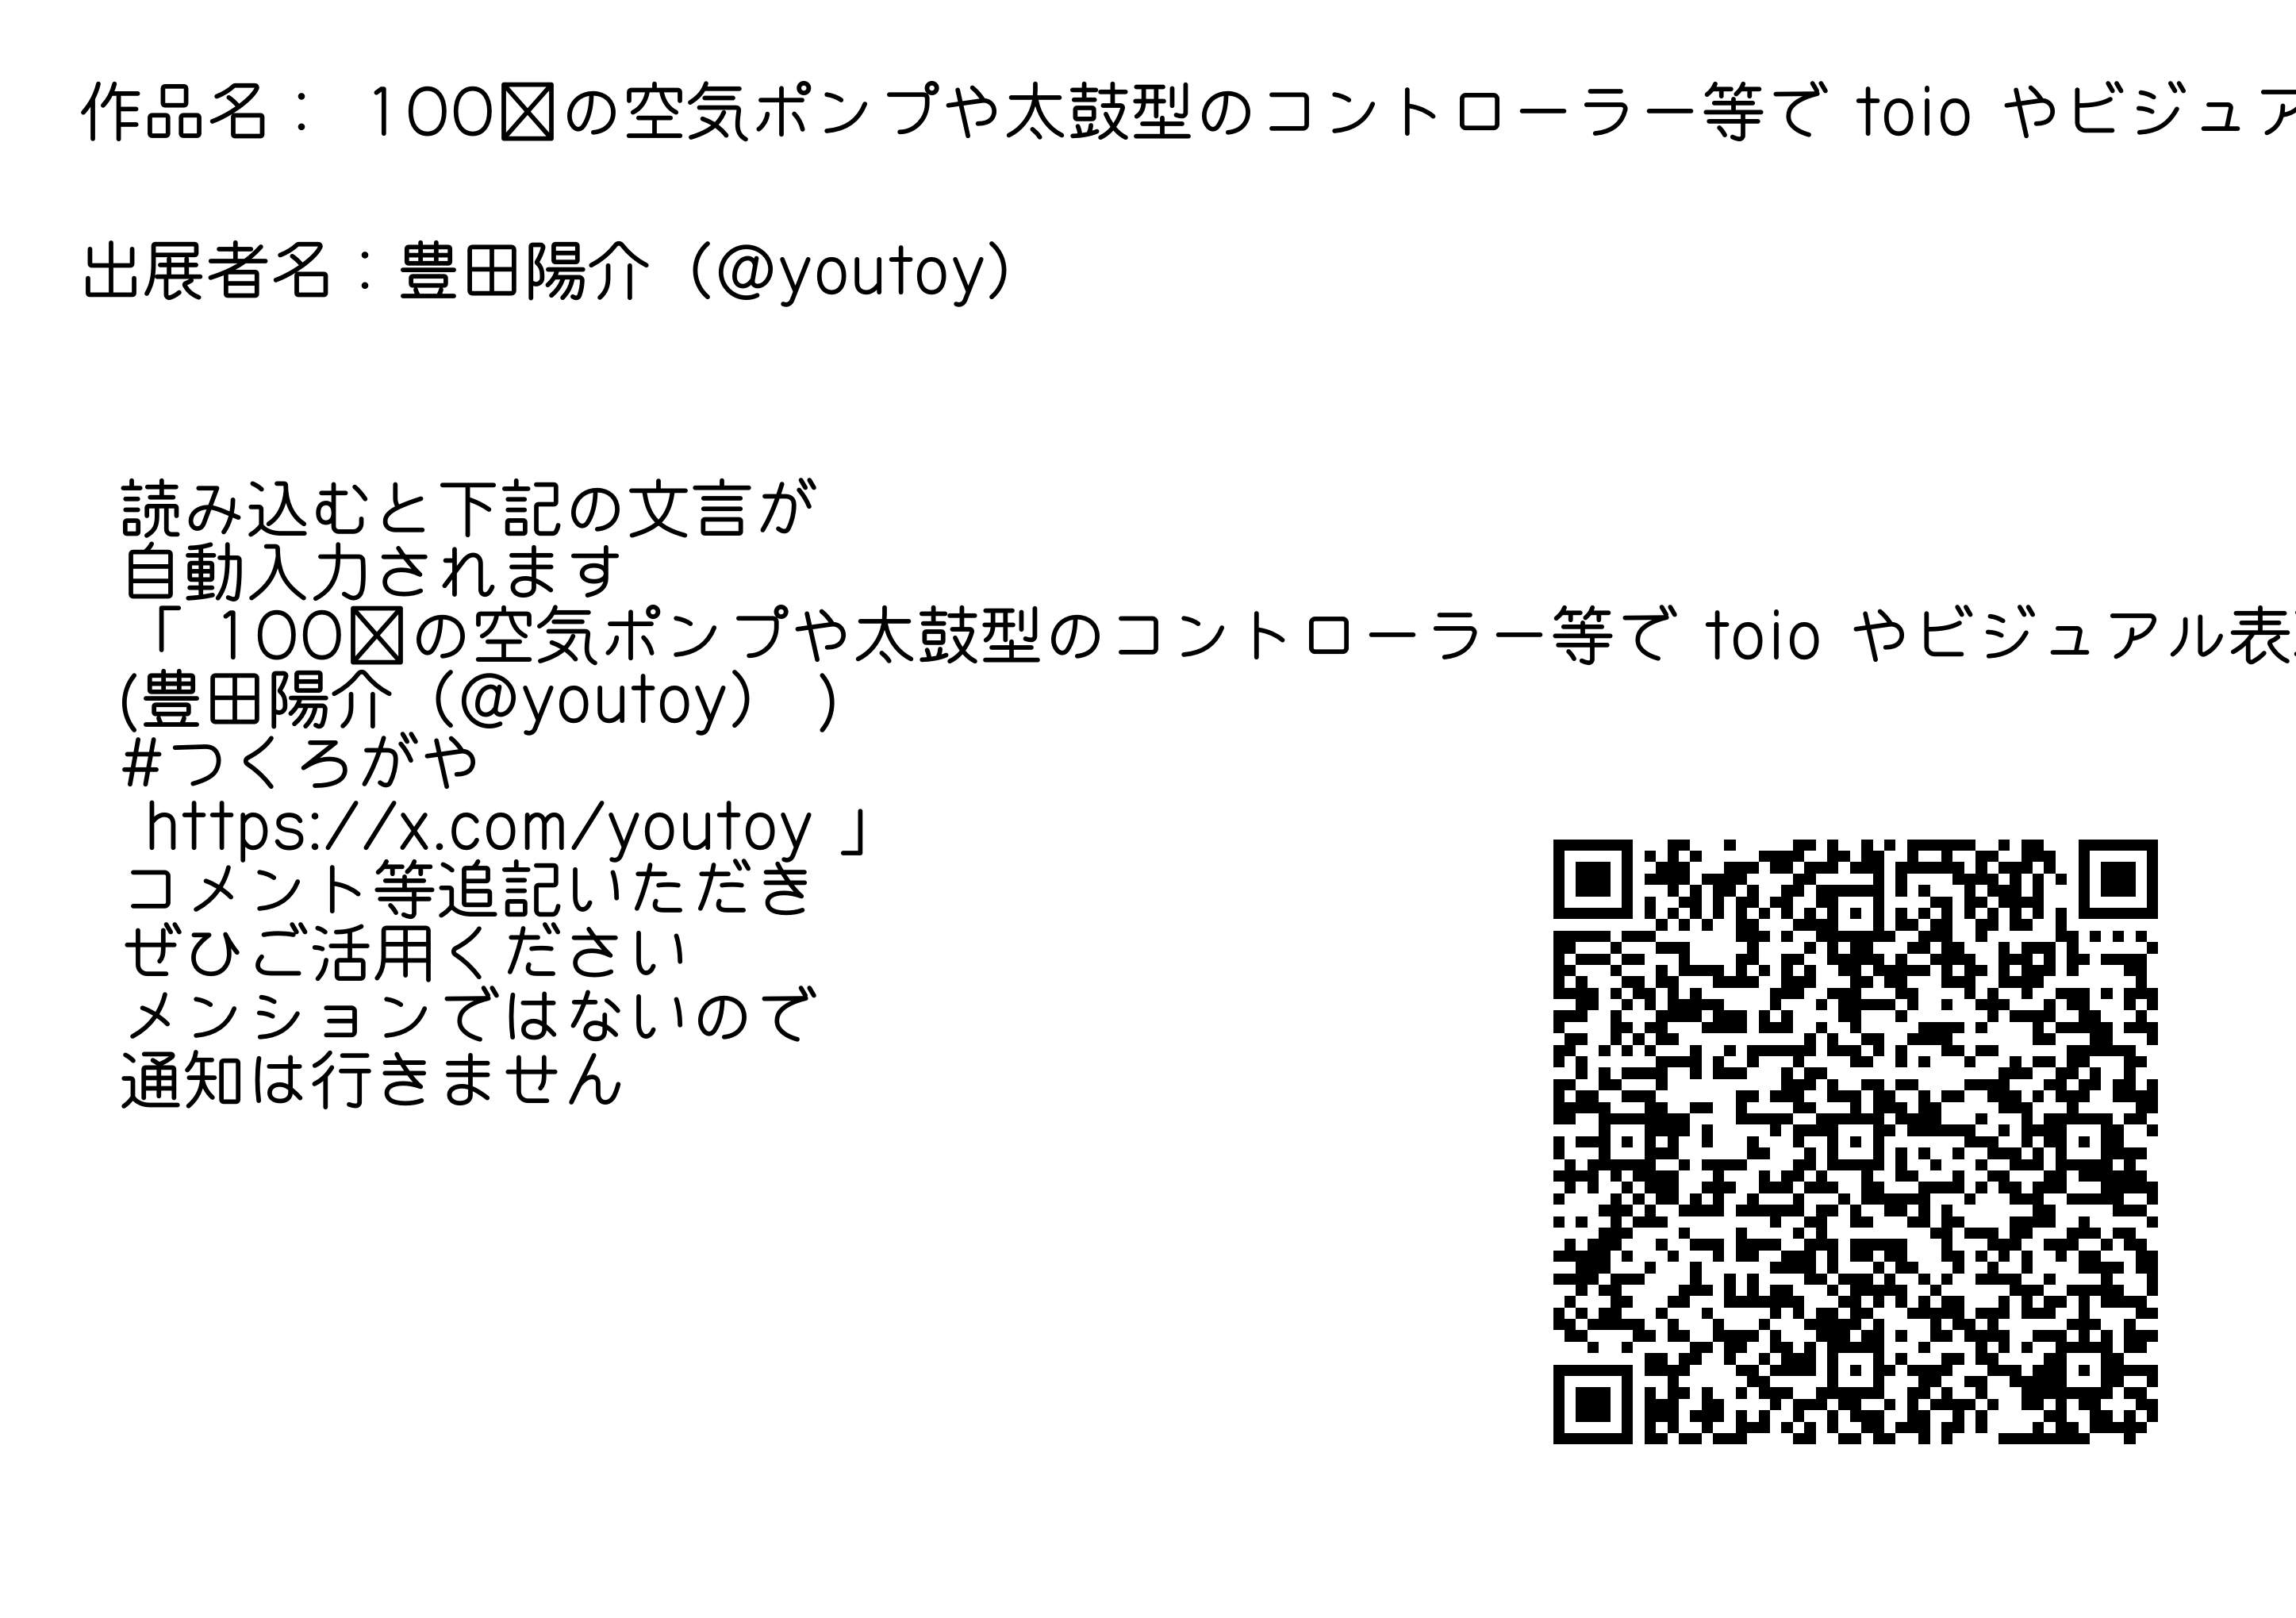 作品名： 100☒の空気ポンプや太鼓型のコントローラー等で toio やビジュア
出展者名：豊田陽介（@youtoy）
読み込むと下記の文言が
自動入力されます
「 100☒の空気ポンプや太鼓型のコントローラー等で toio やビジュアル表
(豊田陽介（@youtoy） )
#つくろがや
https://x.com/youtoy 」
コメント等追記いただき
ぜひご活用ください
メンションではないので
通知は行きません